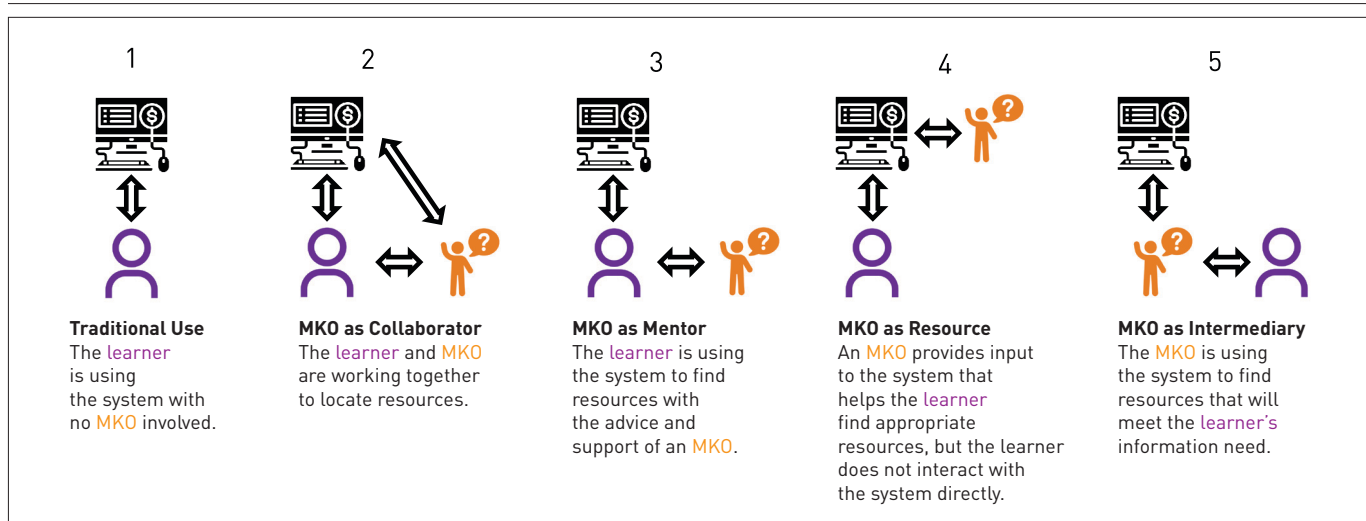 1
2
3
4
5
$
$
?
$
?
$
?
$
?
Traditional Use
The learner
is using
the system with
no MKO involved.
MKO as Collaborator
The learner and MKO
are working together
to locate resources.
MKO as Mentor
The learner is using
the system to find
resources with
the advice and
support of an MKO.
MKO as Resource
An MKO provides input
to the system that
helps the learner
find appropriate
resources, but the learner
does not interact with
the system directly.
MKO as Intermediary
The MKO is using
the system to find
resources that will
meet the learner’s
information need.